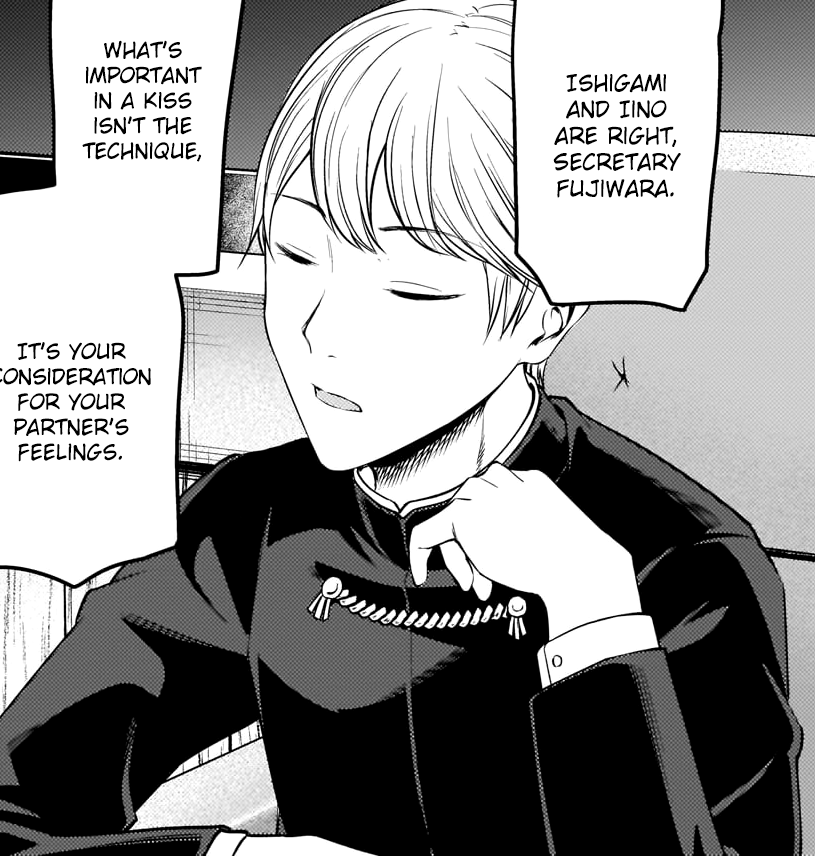 ISHIGAMI
AND IINO
ARE RIGHT,
SECRETARY
FUJIWARA.
WHAT'S
IMPORTANT
IN A KISS
ISN'T THE
TECHNIQUE,
IT'S YOUR
CONSIDERATION
FOR YOUR
PARTNER'S
FEELINGS.